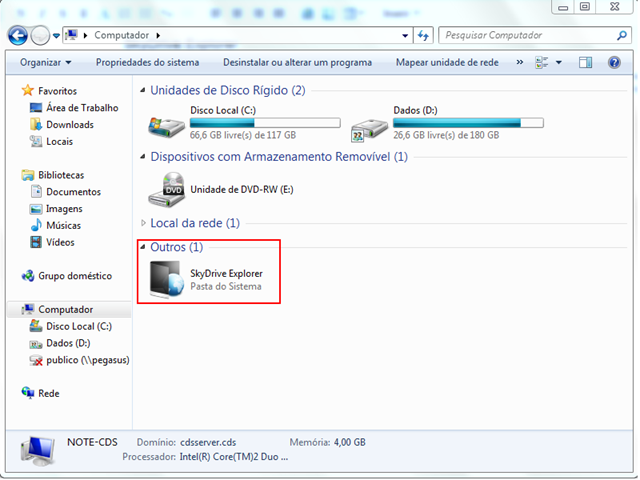 Computador
Pesquisar Computador
Organizar
Propriedades do sistema
Desinstalar ou alterar um programa
Mapear unidade de rede
»
Favoritos
Área de Trabalho
Downloads
Locais
Bibliotecas
Documentos
Imagens
Músicas
Vídeos
Grupo doméstico
Computador
Disco Local (C:)
Dados (D:)
publico (\\pegasus)
Rede
Unidades de Disco Rígido (2)
Disco Local (C:)
66,6 GB livre(s) de 117 GB
Dados (D:)
26,6 GB livre(s) de 180 GB
Dispositivos com Armazenamento Removível (1)
DVD
Unidade de DVD-RW (E:)
Local da rede (1)
Outros (1)
SkyDrive Explorer
Pasta do Sistema
NOTE-CDS
Domínio: cdsserver.cds
Memória: 4,00 GB
Processador: Intel(R) Core(TM)2 Duo ...